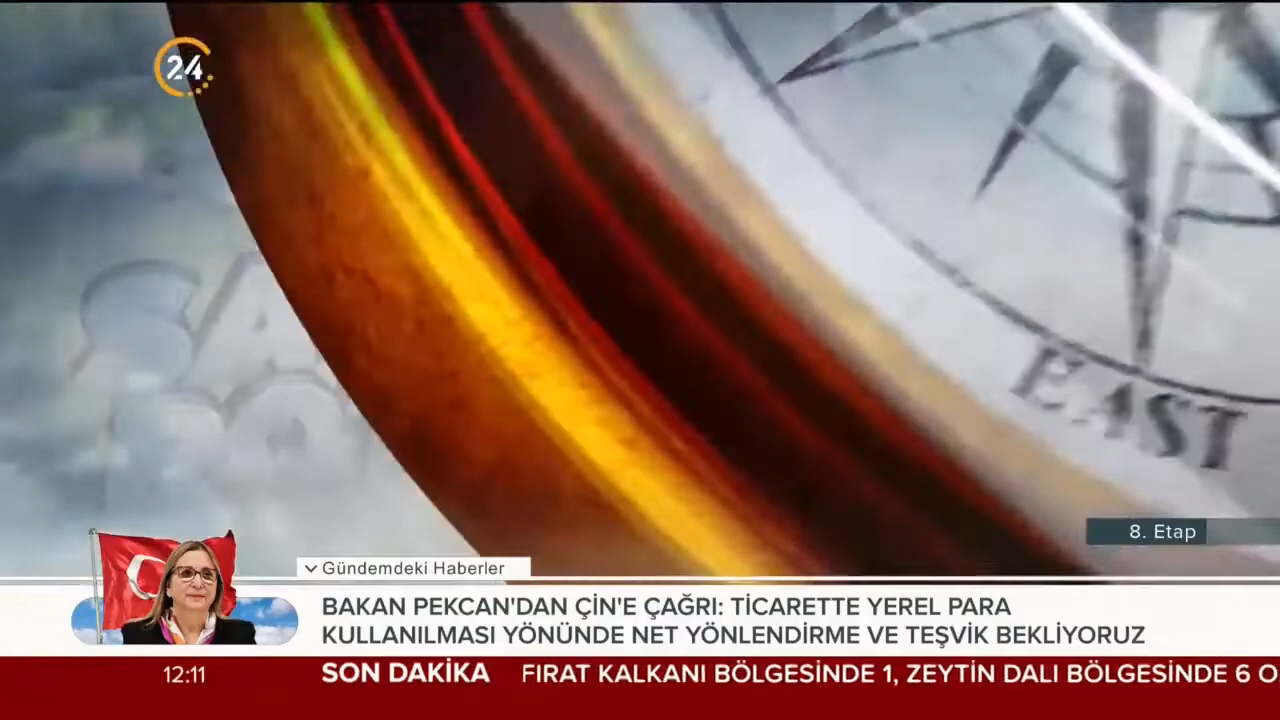 24
EAST
8. Etap
Gündemdeki Haberler
BAKAN PEKCAN'DAN ÇİN'E ÇAĞRI: TİCARETTE YEREL PARA
KULLANILMASI YÖNÜNDE NET YÖNLENDİRME VE TEŞVİK BEKLİYORUZ
12:11 SON DAKİKA FIRAT KALKANI BÖLGESİNDE 1, ZEYTİN DALI BÖLGESİNDE 6 O